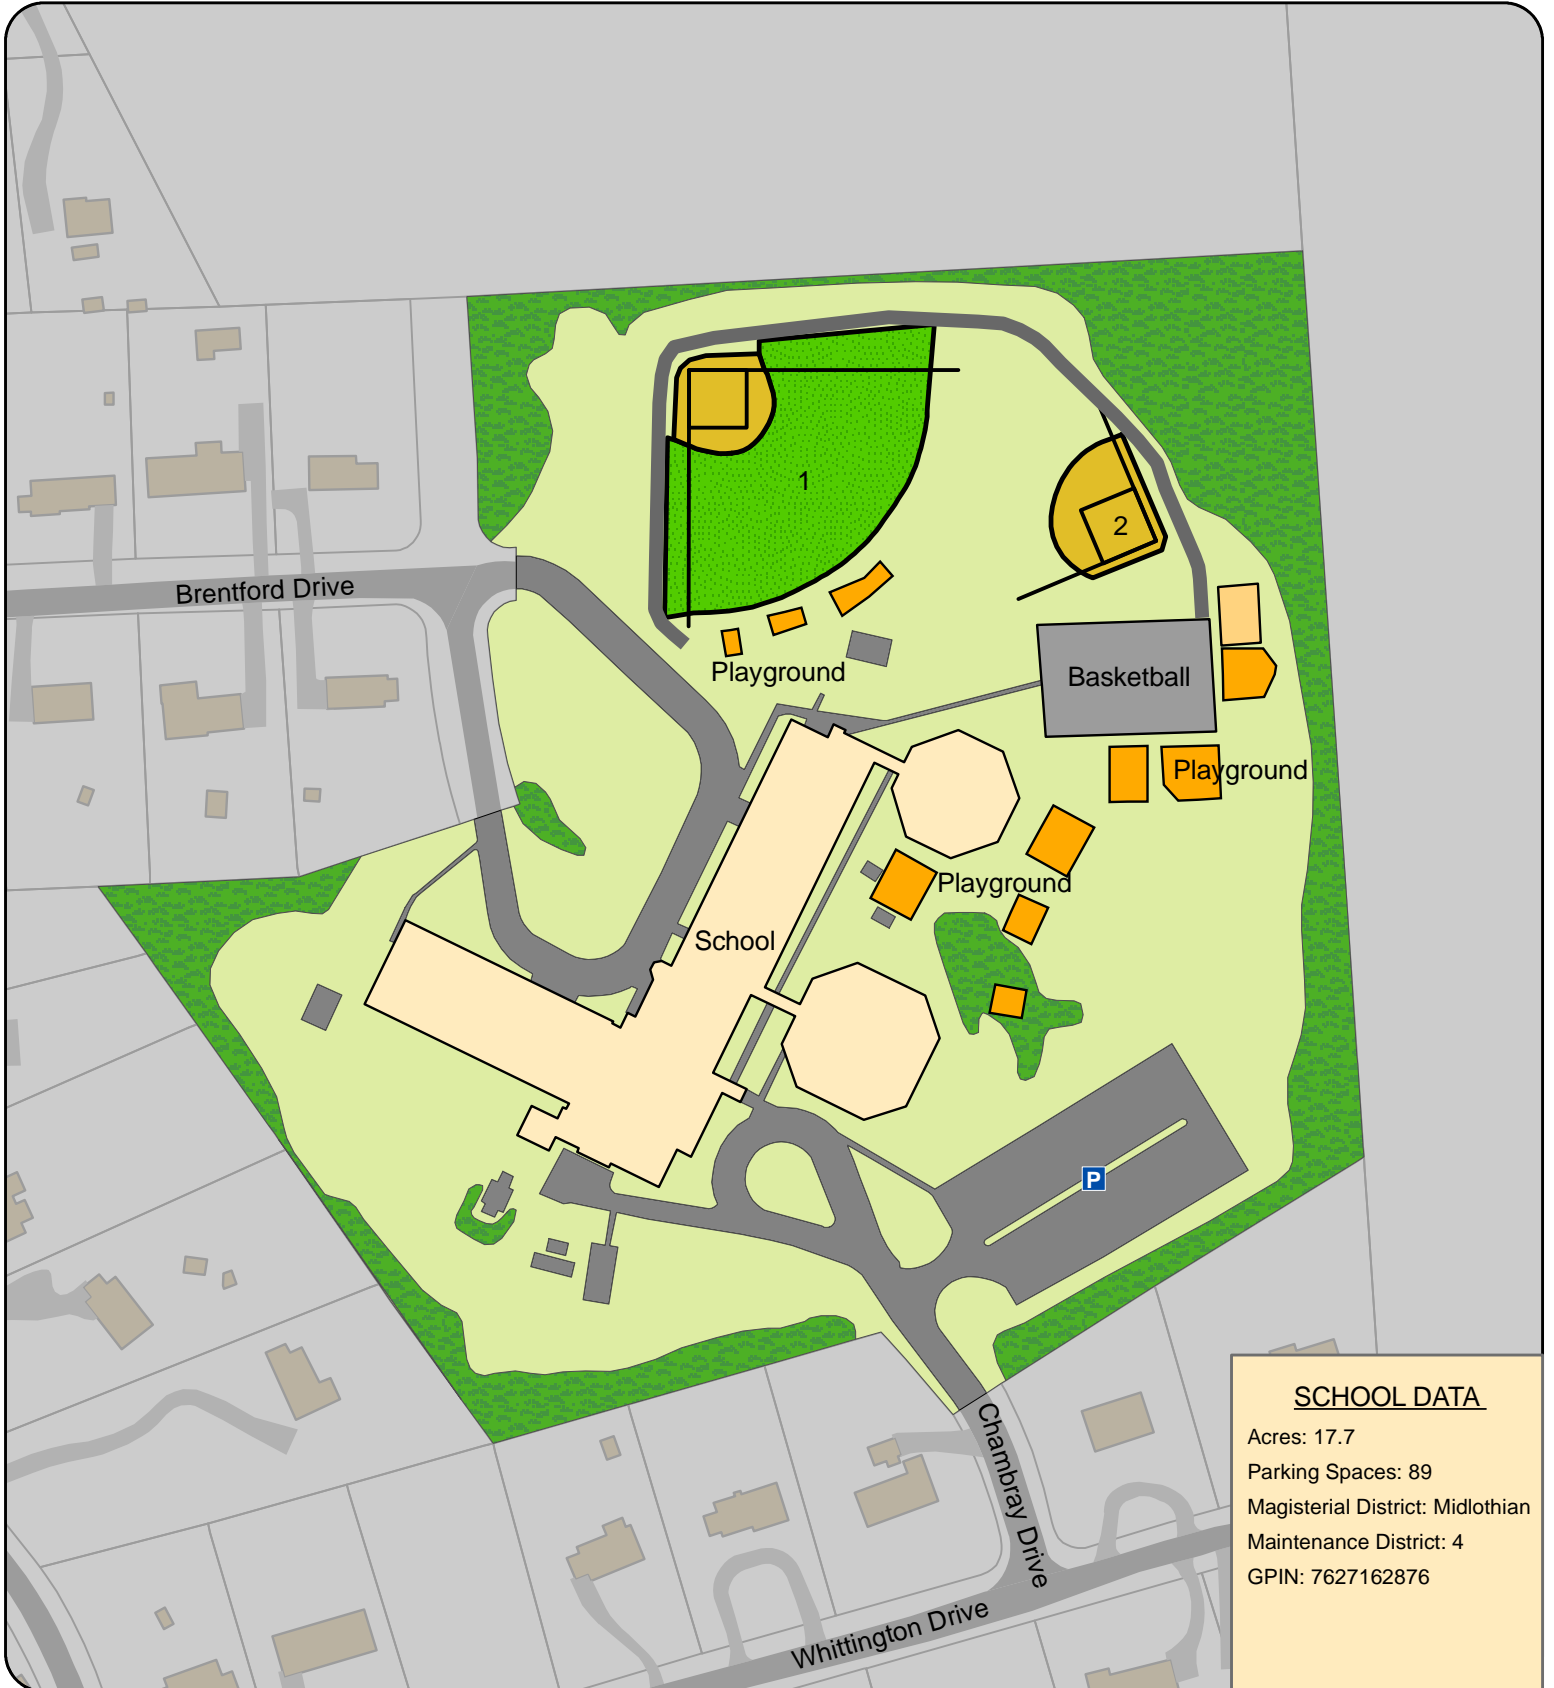 1
2
Brentford Drive
Playground
Basketball
Playground
Playground
School
P
SCHOOL DATA
Acres: 17.7
Parking Spaces: 89
Magisterial District: Midlothian
Maintenance District: 4
GPIN: 7627162876
Chambray Drive
Whittington Drive